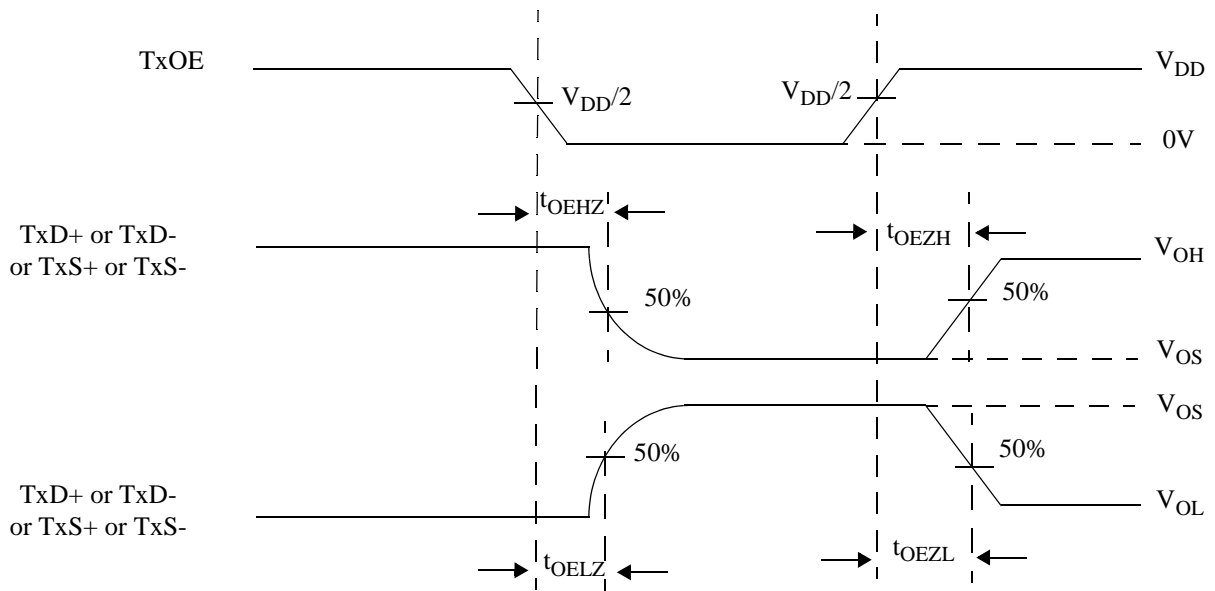 TxOE
V_DD/2
V_DD/2
V_DD
0V
t_OEHZ
t_OEZH
TxD+ or TxD-
or TxS+ or TxS-
50%
50%
V_OH
V_OS
V_OS
50%
50%
TxD+ or TxD-
or TxS+ or TxS-
V_OL
t_OELZ
t_OEZL